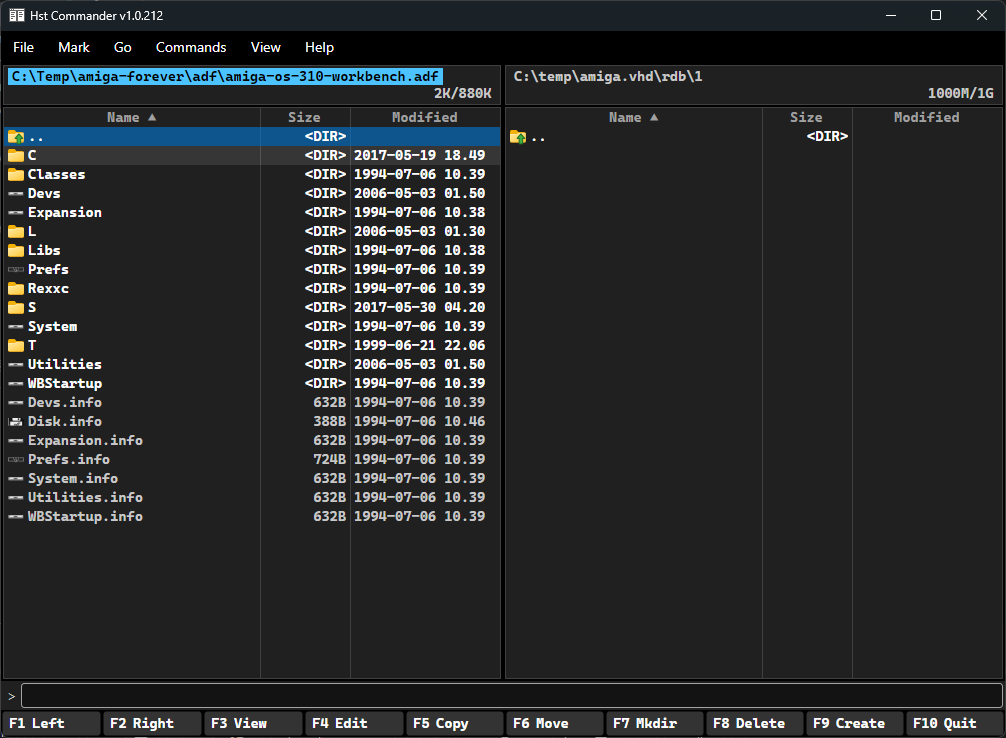 Hst Commander v1.0.212
File Mark Go Commands View Help
C:\Temp\amiga-forever\adf\amiga-os-310-workbench.adf
2K/880K
Name Size Modified
.. <DIR>
C <DIR> 2017-05-19 18.49
Classes <DIR> 1994-07-06 10.39
Devs <DIR> 2006-05-03 01.50
Expansion <DIR> 1994-07-06 10.38
L <DIR> 2006-05-03 01.30
Libs <DIR> 1994-07-06 10.38
Prefs <DIR> 1994-07-06 10.39
Rexxc <DIR> 1994-07-06 10.39
S <DIR> 2017-05-30 04.20
System <DIR> 1994-07-06 10.39
T <DIR> 1999-06-21 22.06
Utilities <DIR> 2006-05-03 01.50
WBStartup <DIR> 1994-07-06 10.39
Devs.info 632B 1994-07-06 10.39
Disk.info 388B 1994-07-06 10.46
Expansion.info 632B 1994-07-06 10.39
Prefs.info 724B 1994-07-06 10.39
System.info 632B 1994-07-06 10.39
Utilities.info 632B 1994-07-06 10.39
WBStartup.info 632B 1994-07-06 10.39
C:\temp\amiga.vhd\rdb\1
1000M/1G
Name Size Modified
.. <DIR>
>
F1 Left F2 Right F3 View F4 Edit F5 Copy F6 Move F7 Mkdir F8 Delete F9 Create F10 Quit